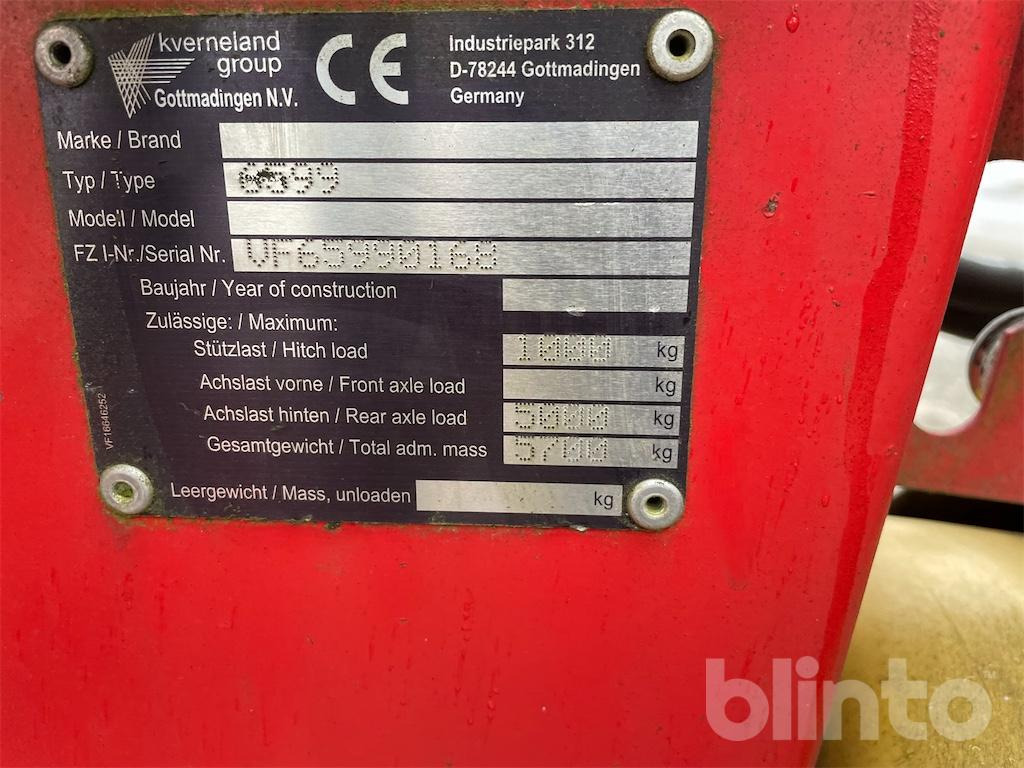 kverneland
group
Gottmadingen N.V.
CE
Industriepark 312
D-78244 Gottmadingen
Germany
Marke / Brand
Typ / Type 6599
Modell / Model
FZ I-Nr./Serial Nr. VF65990168
Baujahr / Year of construction
Zulässige: / Maximum:
Stützlast / Hitch load 1000 kg
Achslast vorne / Front axle load kg
Achslast hinten / Rear axle load 5000 kg
Gesamtgewicht / Total adm. mass 5700 kg
Leergewicht / Mass, unloaden kg
VF16646252
blinto